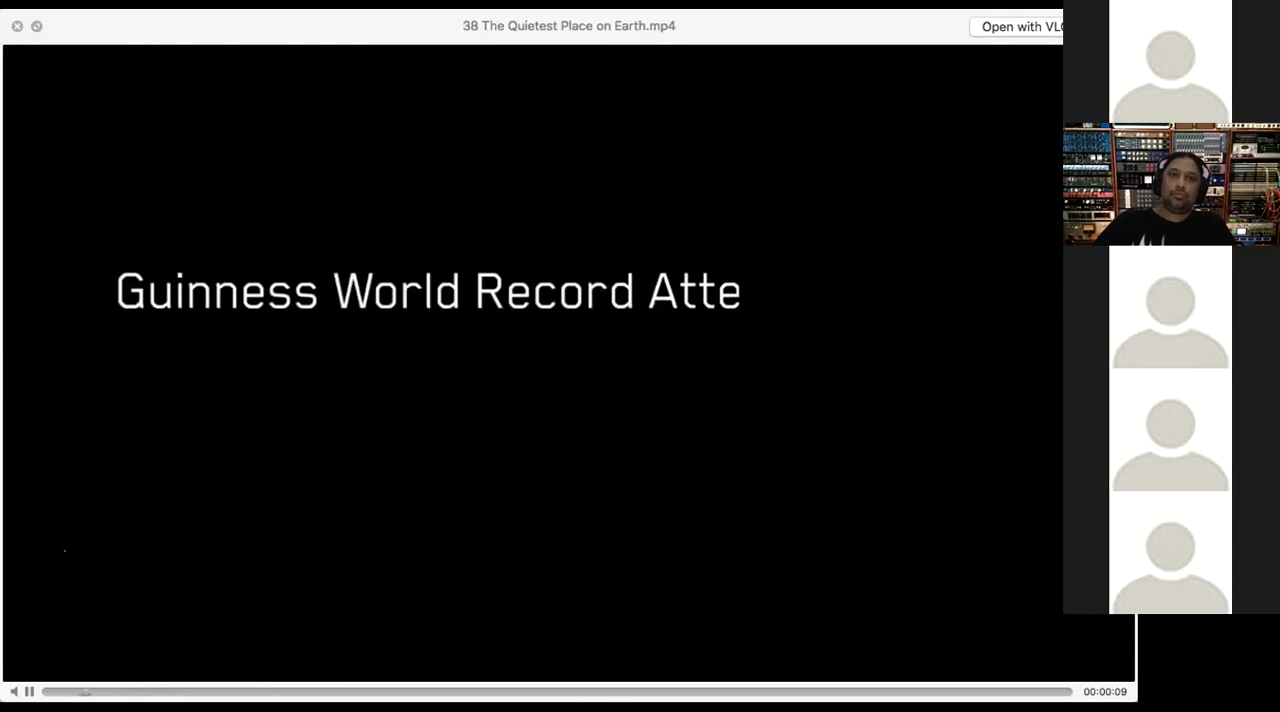 38 The Quietest Place on Earth.mp4
Open with VL
Guinness World Record Atte
00:00:09